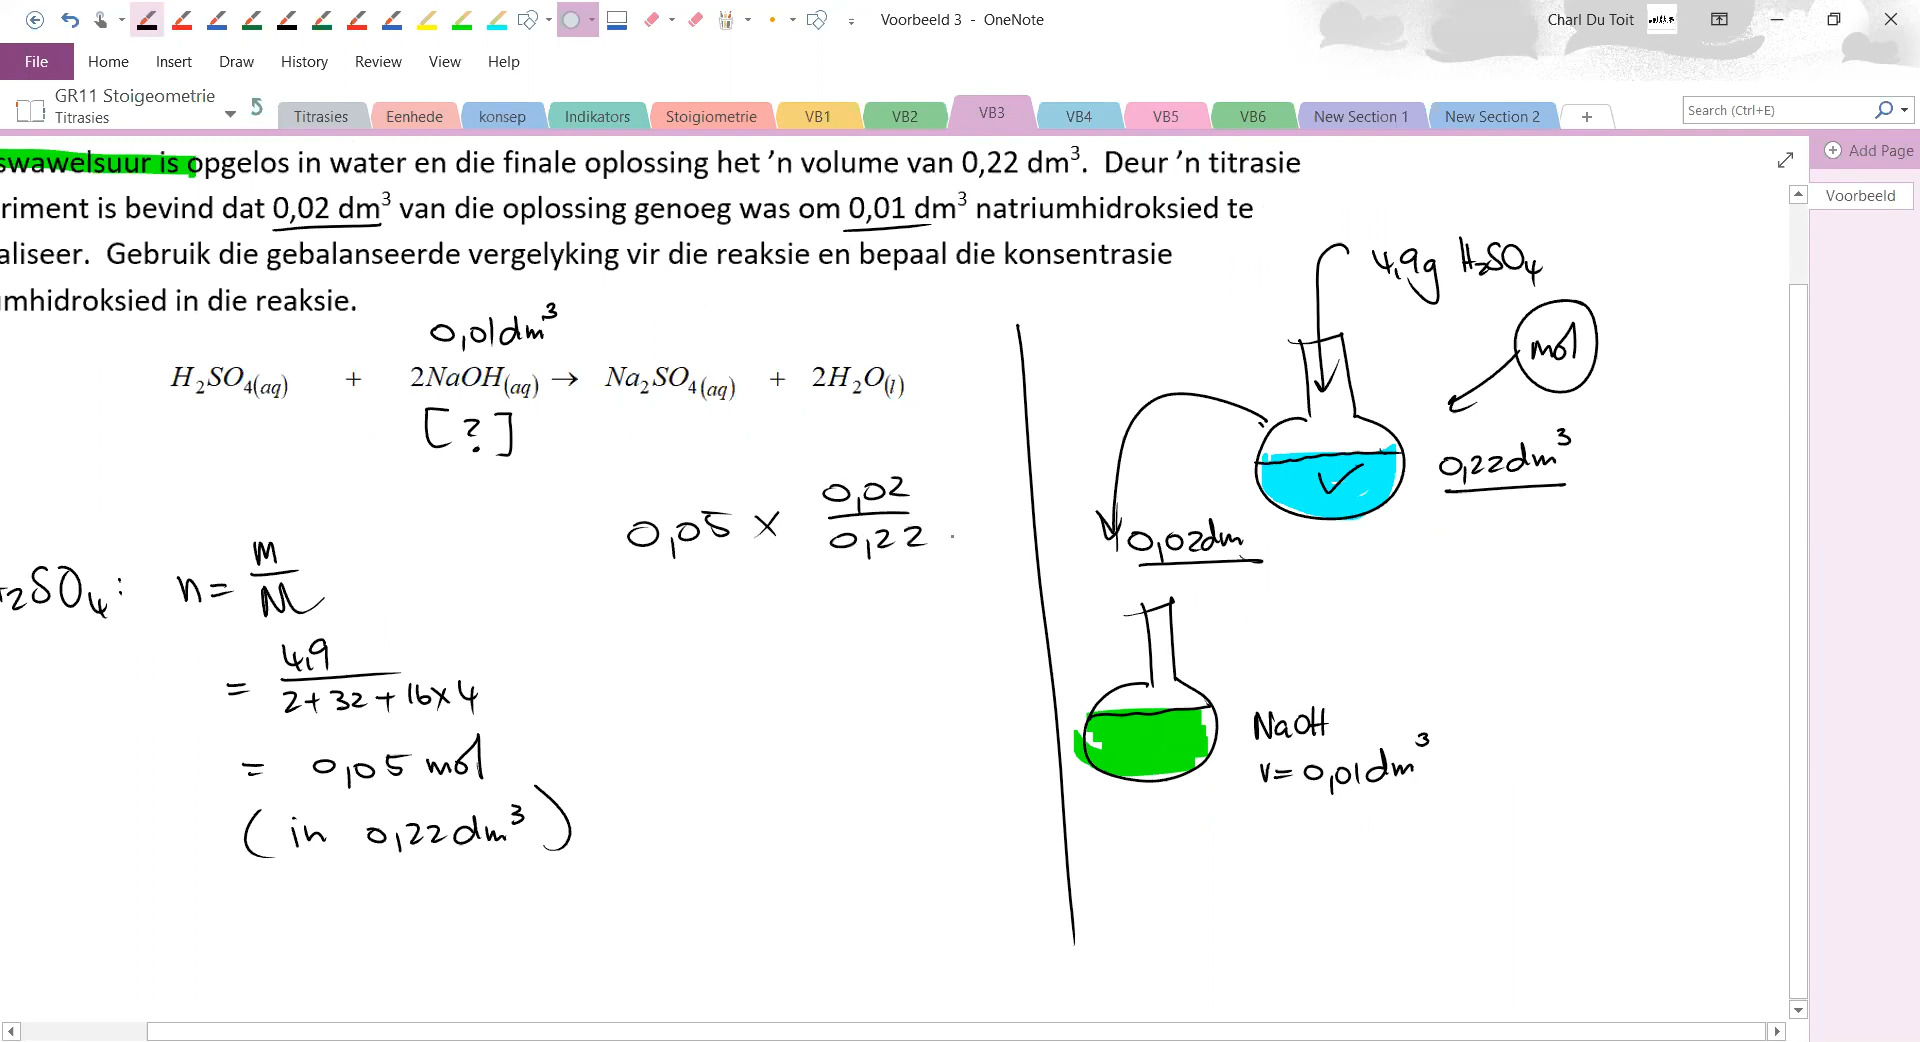 Voorbeeld 3 - OneNote
Charl Du Toit
File Home Insert Draw History Review View Help
GR11 Stoigeometrie
Titrasies
Titrasies Eenhede konsep Indikators Stoigiometrie VB1 VB2 VB3 VB4 VB5 VB6 New Section 1 New Section 2 +
Search (Ctrl+E)
Add Page
Voorbeeld
swawelsuur is opgelos in water en die finale oplossing het ’n volume van 0,22 dm³. Deur ’n titrasie
riment is bevind dat 0,02 dm³ van die oplossing genoeg was om 0,01 dm³ natriumhidroksied te
aliseer. Gebruik die gebalanseerde vergelyking vir die reaksie en bepaal die konsentrasie
mhidroksied in die reaksie.
0,01dm³
H₂SO₄(aq) + 2NaOH(aq) → Na₂SO₄(aq) + 2H₂O(l)
[?]
0,05 × 0,02
0,22
₂SO₄: n = m
M
= 4,9
2+32+16×4
= 0,05 mol
(in 0,22dm³)
4,9g H₂SO₄
mol
0,22dm³
0,02dm
NaOH
V= 0,01dm³